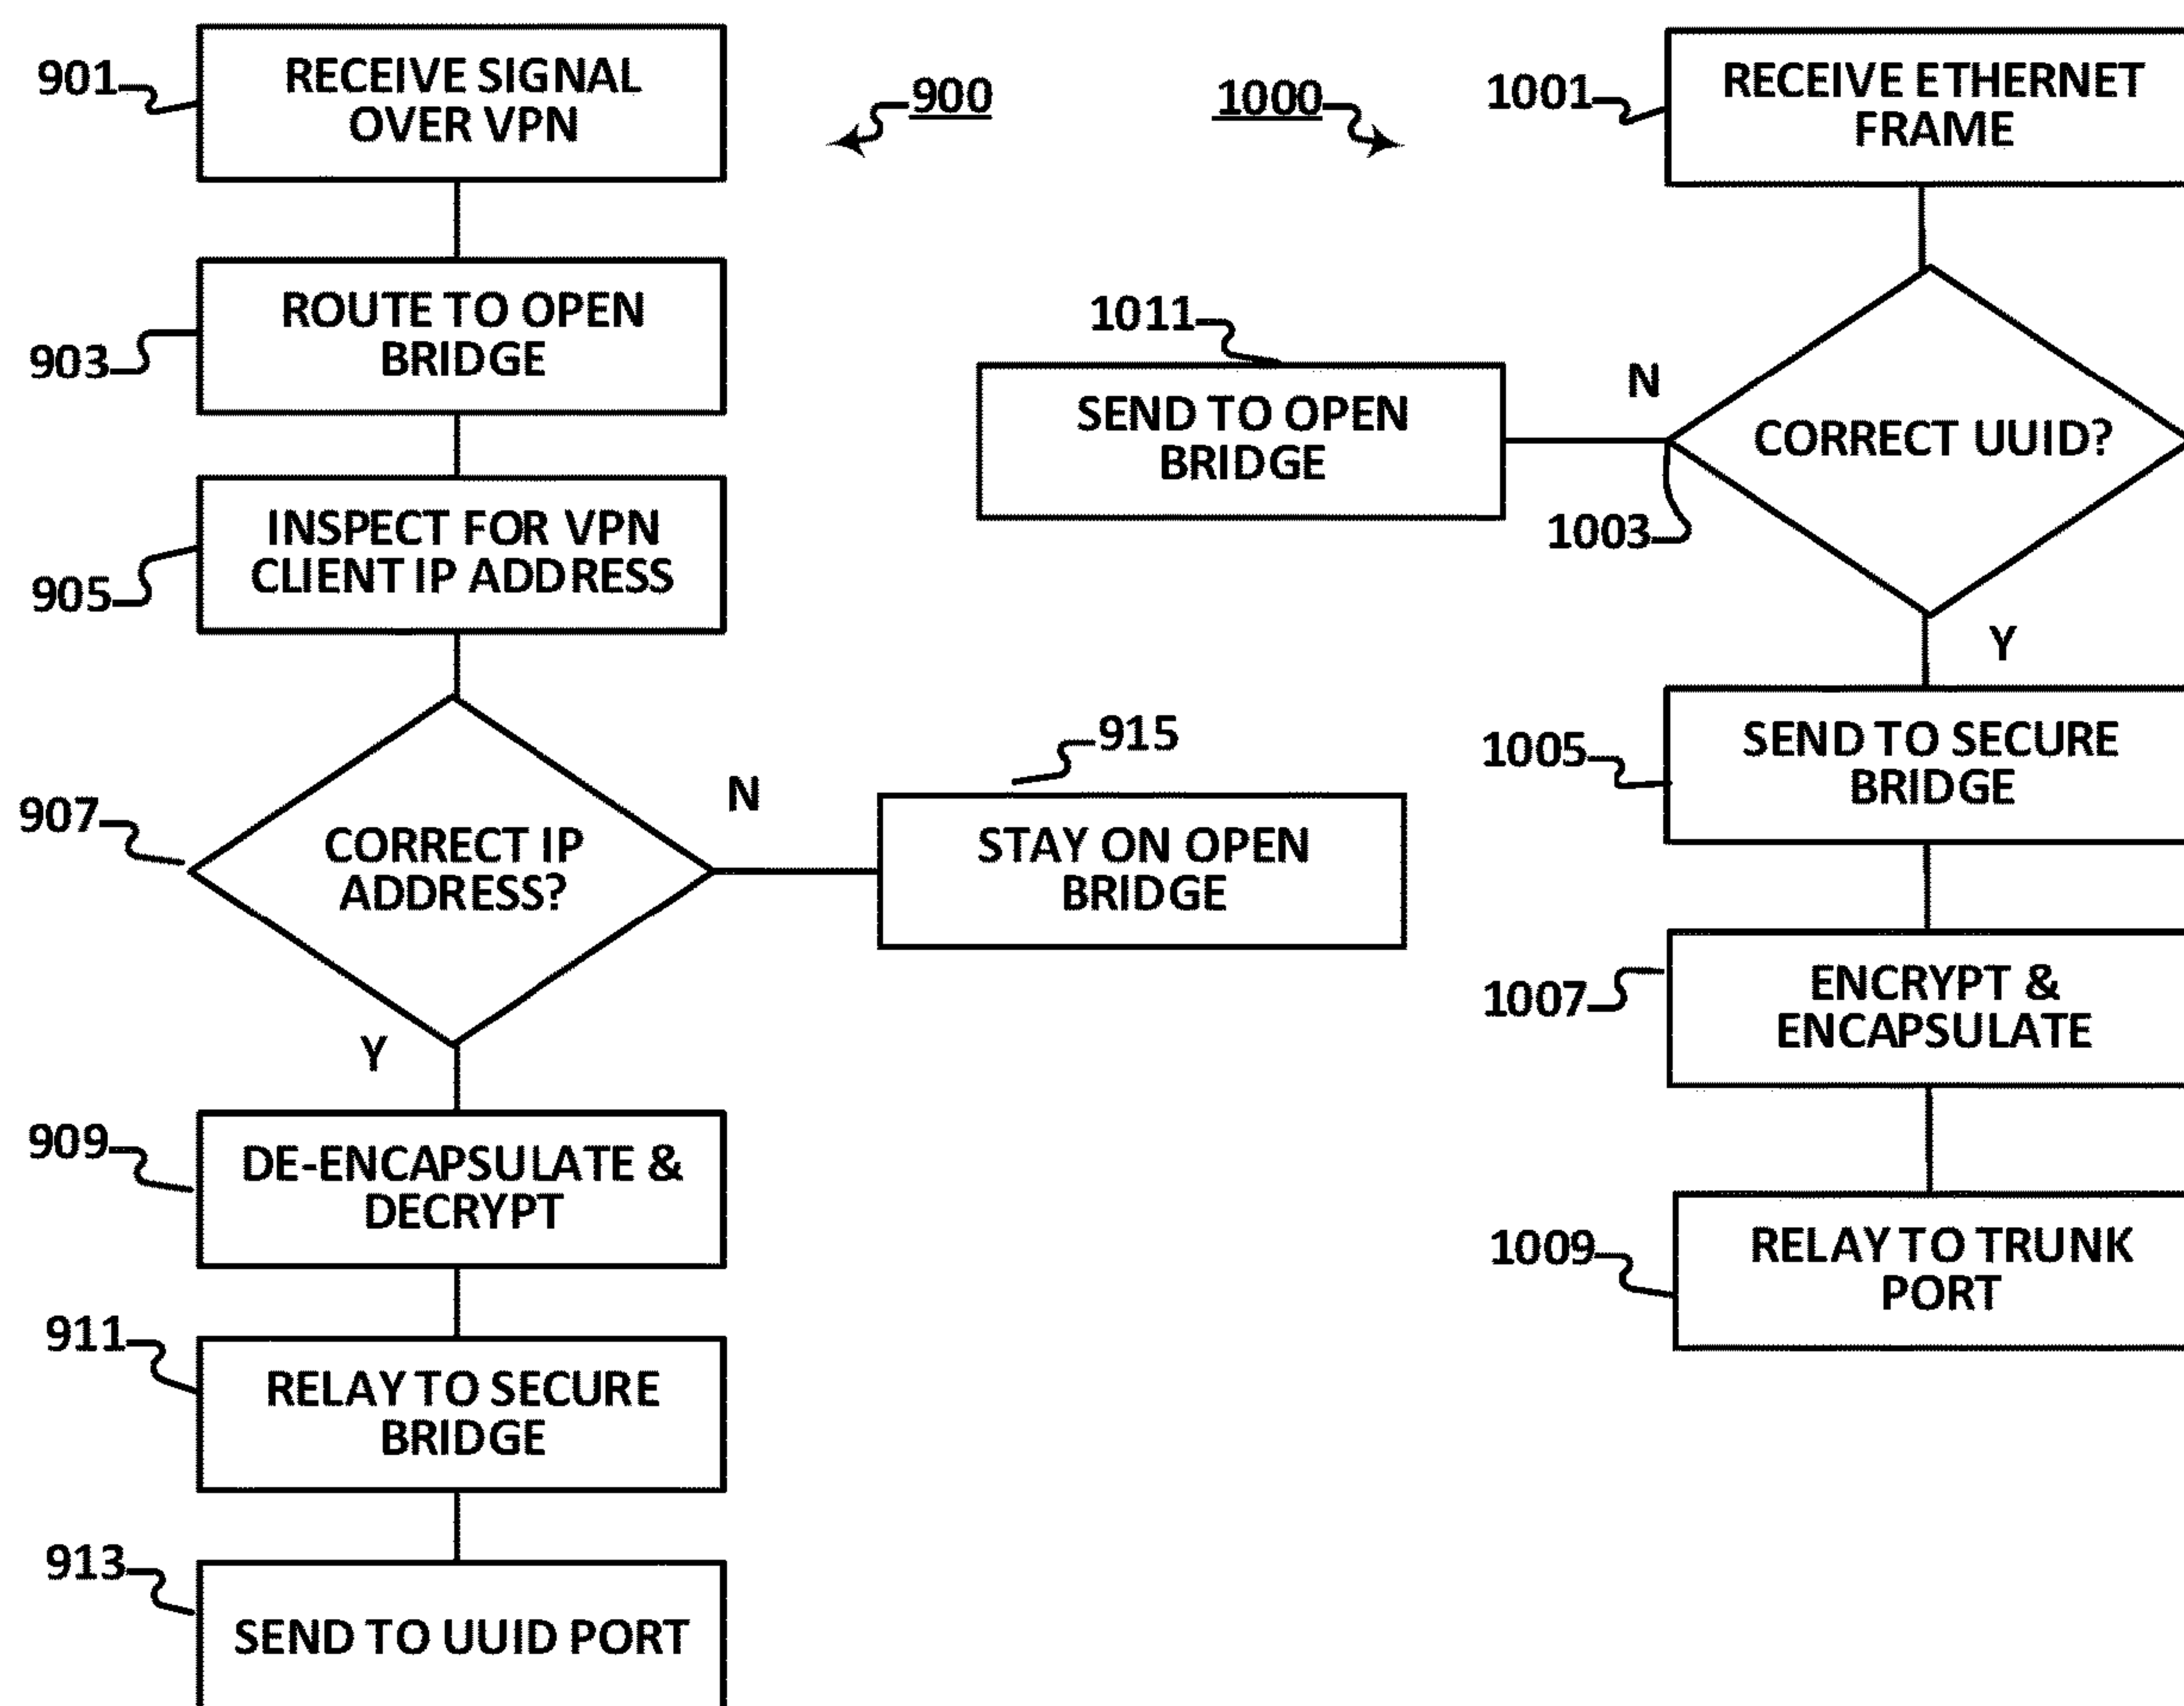 901
RECEIVE SIGNAL
OVER VPN
900
903
ROUTE TO OPEN
BRIDGE
905
INSPECT FOR VPN
CLIENT IP ADDRESS
907
CORRECT IP
ADDRESS?
N
915
STAY ON OPEN
BRIDGE
Y
909
DE-ENCAPSULATE &
DECRYPT
911
RELAY TO SECURE
BRIDGE
913
SEND TO UUID PORT
1000
1001
RECEIVE ETHERNET
FRAME
1011
SEND TO OPEN
BRIDGE
N
CORRECT UUID?
1003
Y
1005
SEND TO SECURE
BRIDGE
1007
ENCRYPT &
ENCAPSULATE
1009
RELAY TO TRUNK
PORT